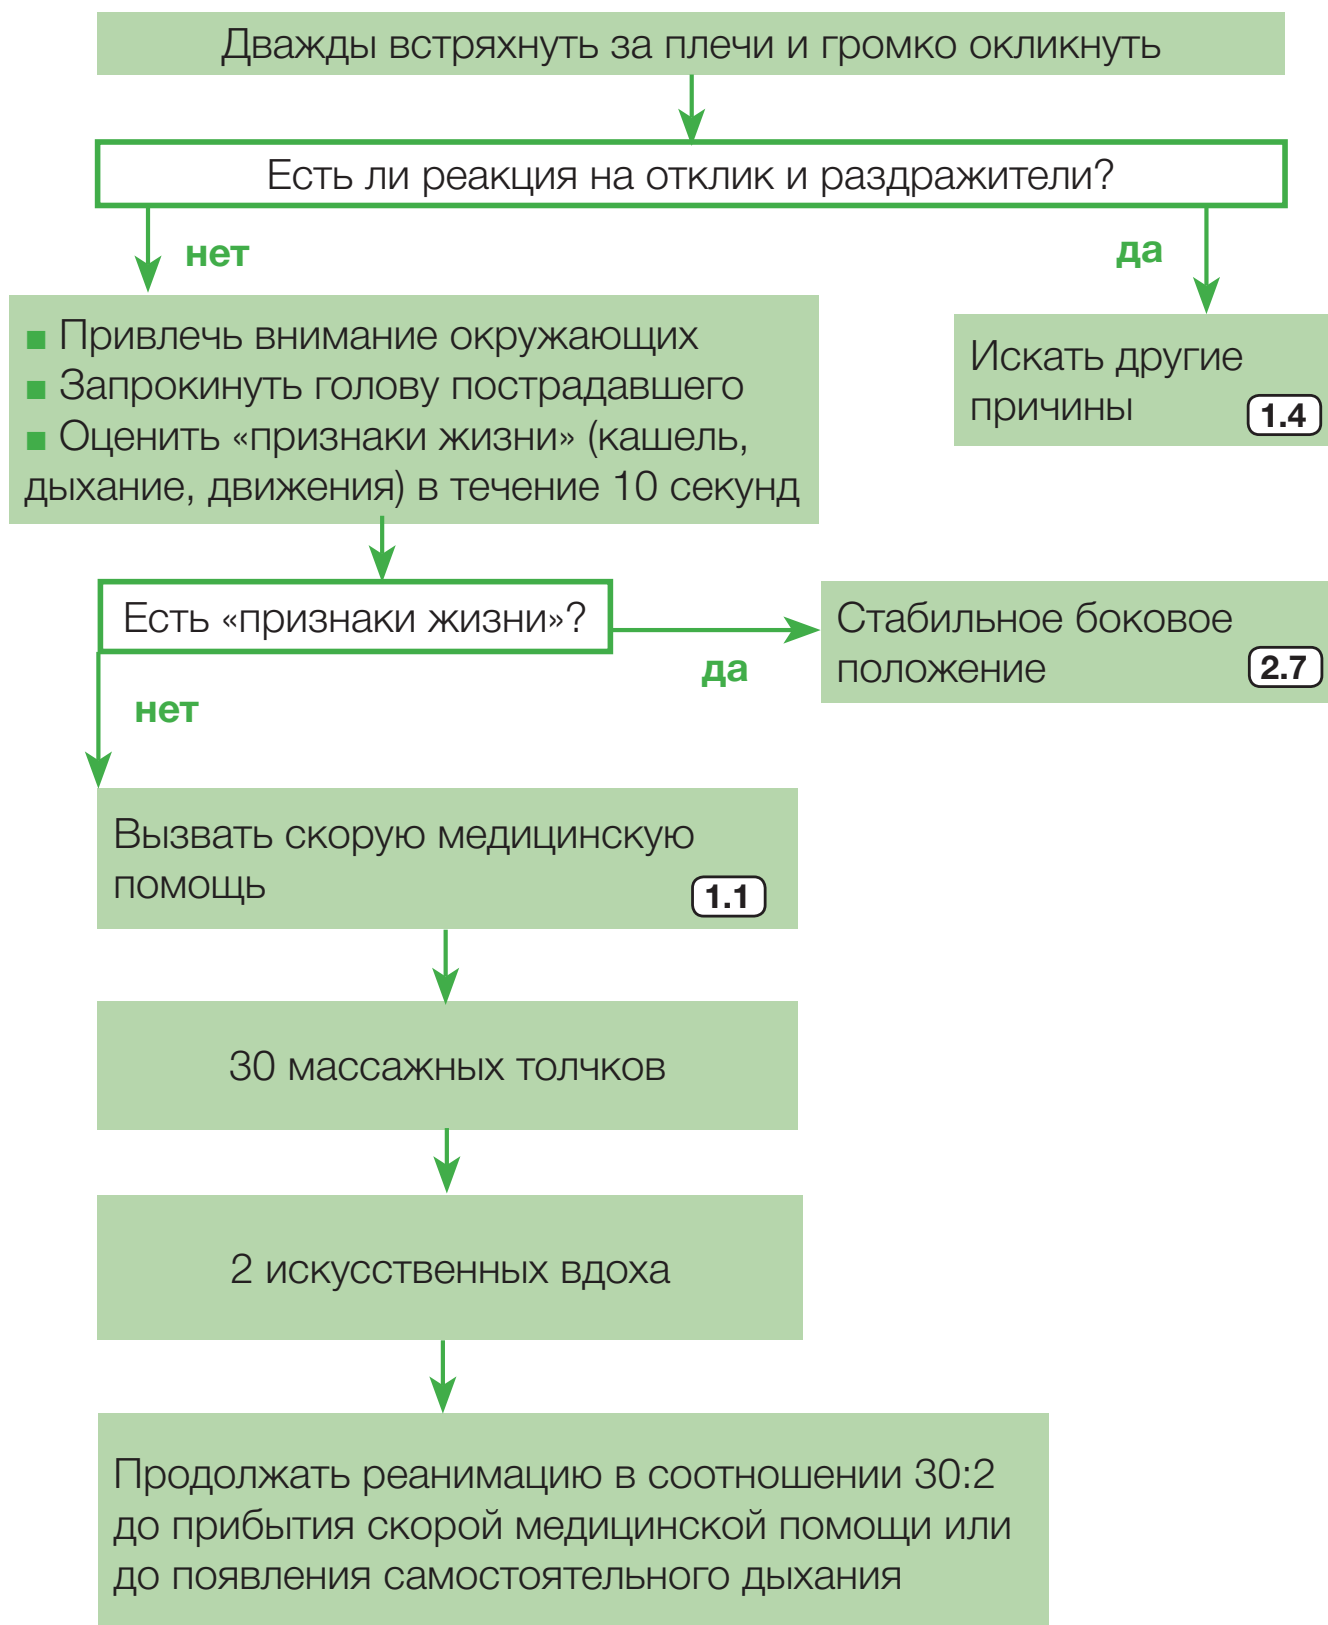 Дважды встряхнуть за плечи и громко окликнуть
Есть ли реакция на отклик и раздражители?
нет
да
■ Привлечь внимание окружающих
■ Запрокинуть голову пострадавшего
■ Оценить «признаки жизни» (кашель,
дыхание, движения) в течение 10 секунд
Искать другие
причины
1.4
Есть «признаки жизни»?
да
Стабильное боковое
положение
2.7
нет
Вызвать скорую медицинскую
помощь
1.1
30 массажных толчков
2 искусственных вдоха
Продолжать реанимацию в соотношении 30:2
до прибытия скорой медицинской помощи или
до появления самостоятельного дыхания